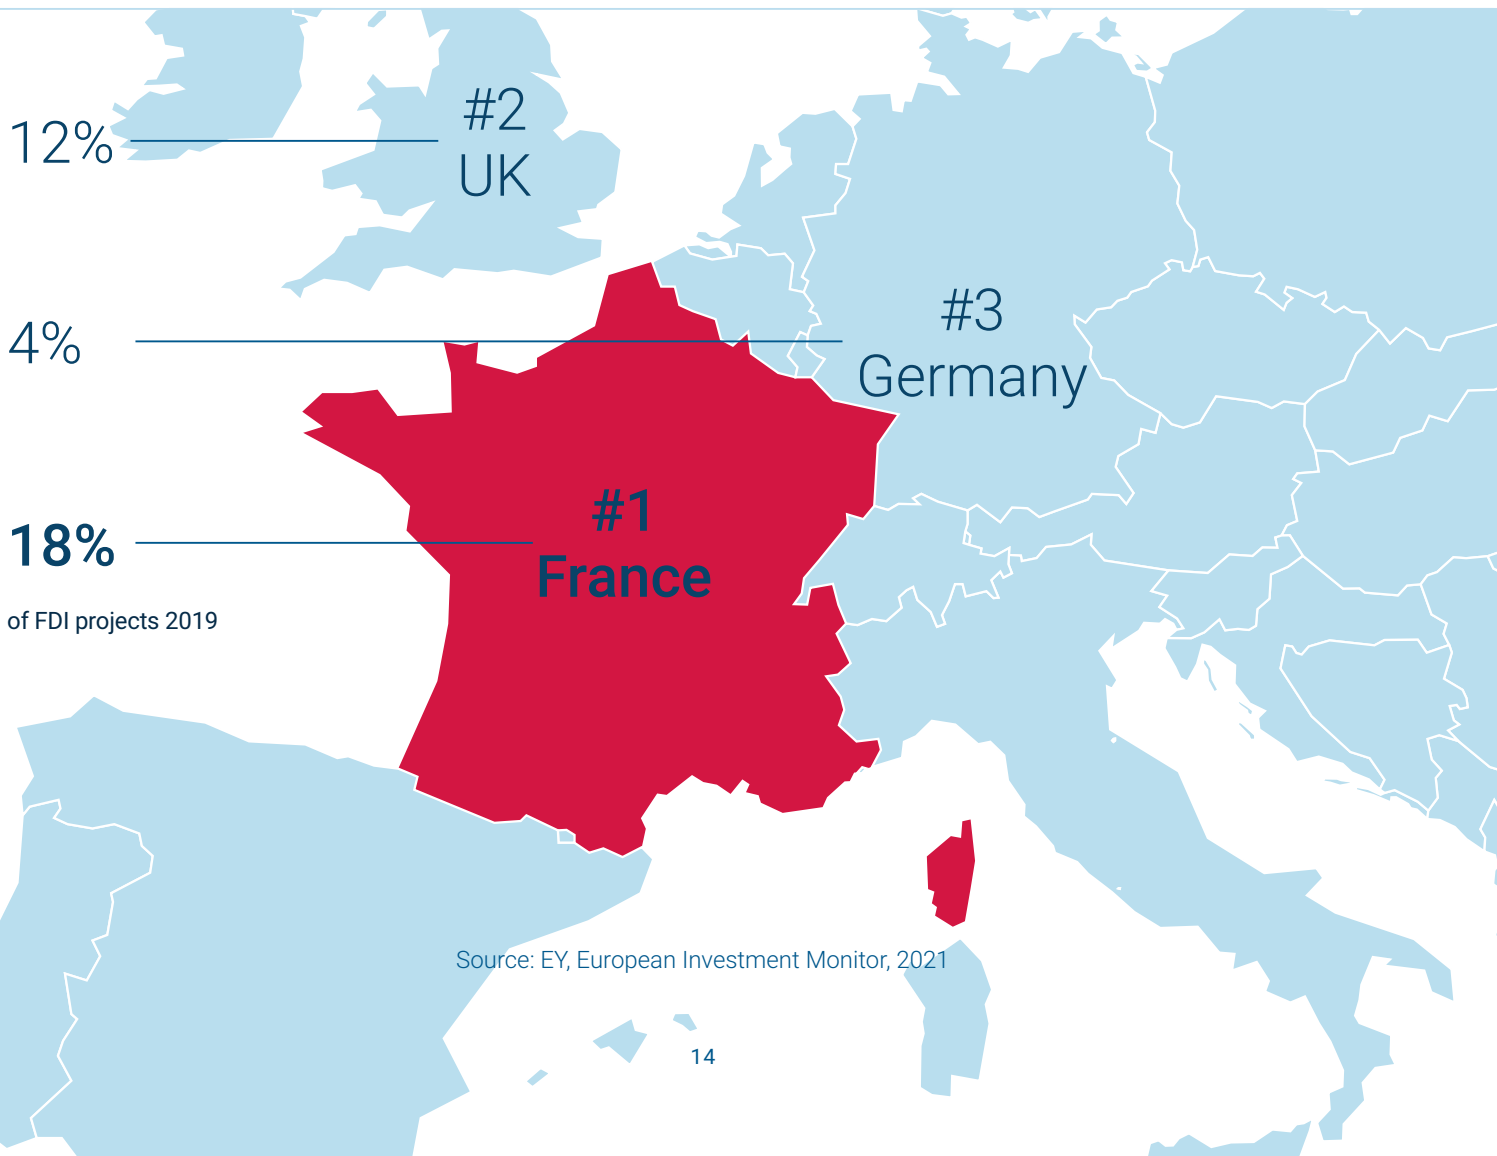 12%
#2
UK
4%
#3
Germany
18%
#1
France
of FDI projects 2019
Source: EY, European Investment Monitor, 2021
14